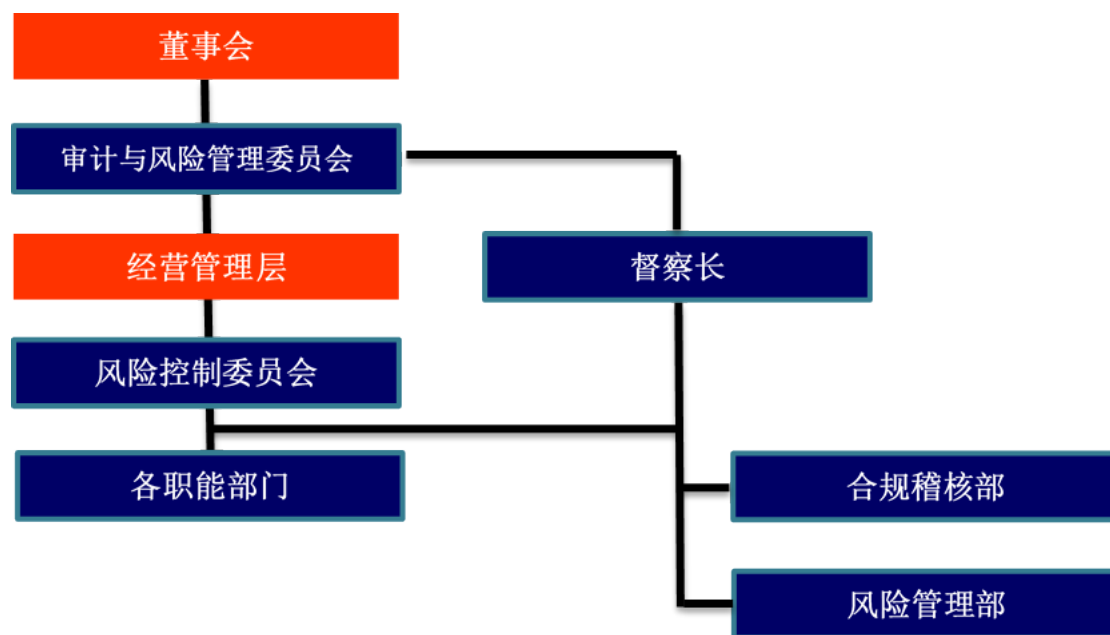 董事会
审计与风险管理委员会
经营管理层
督察长
风险控制委员会
各职能部门
合规稽核部
风险管理部